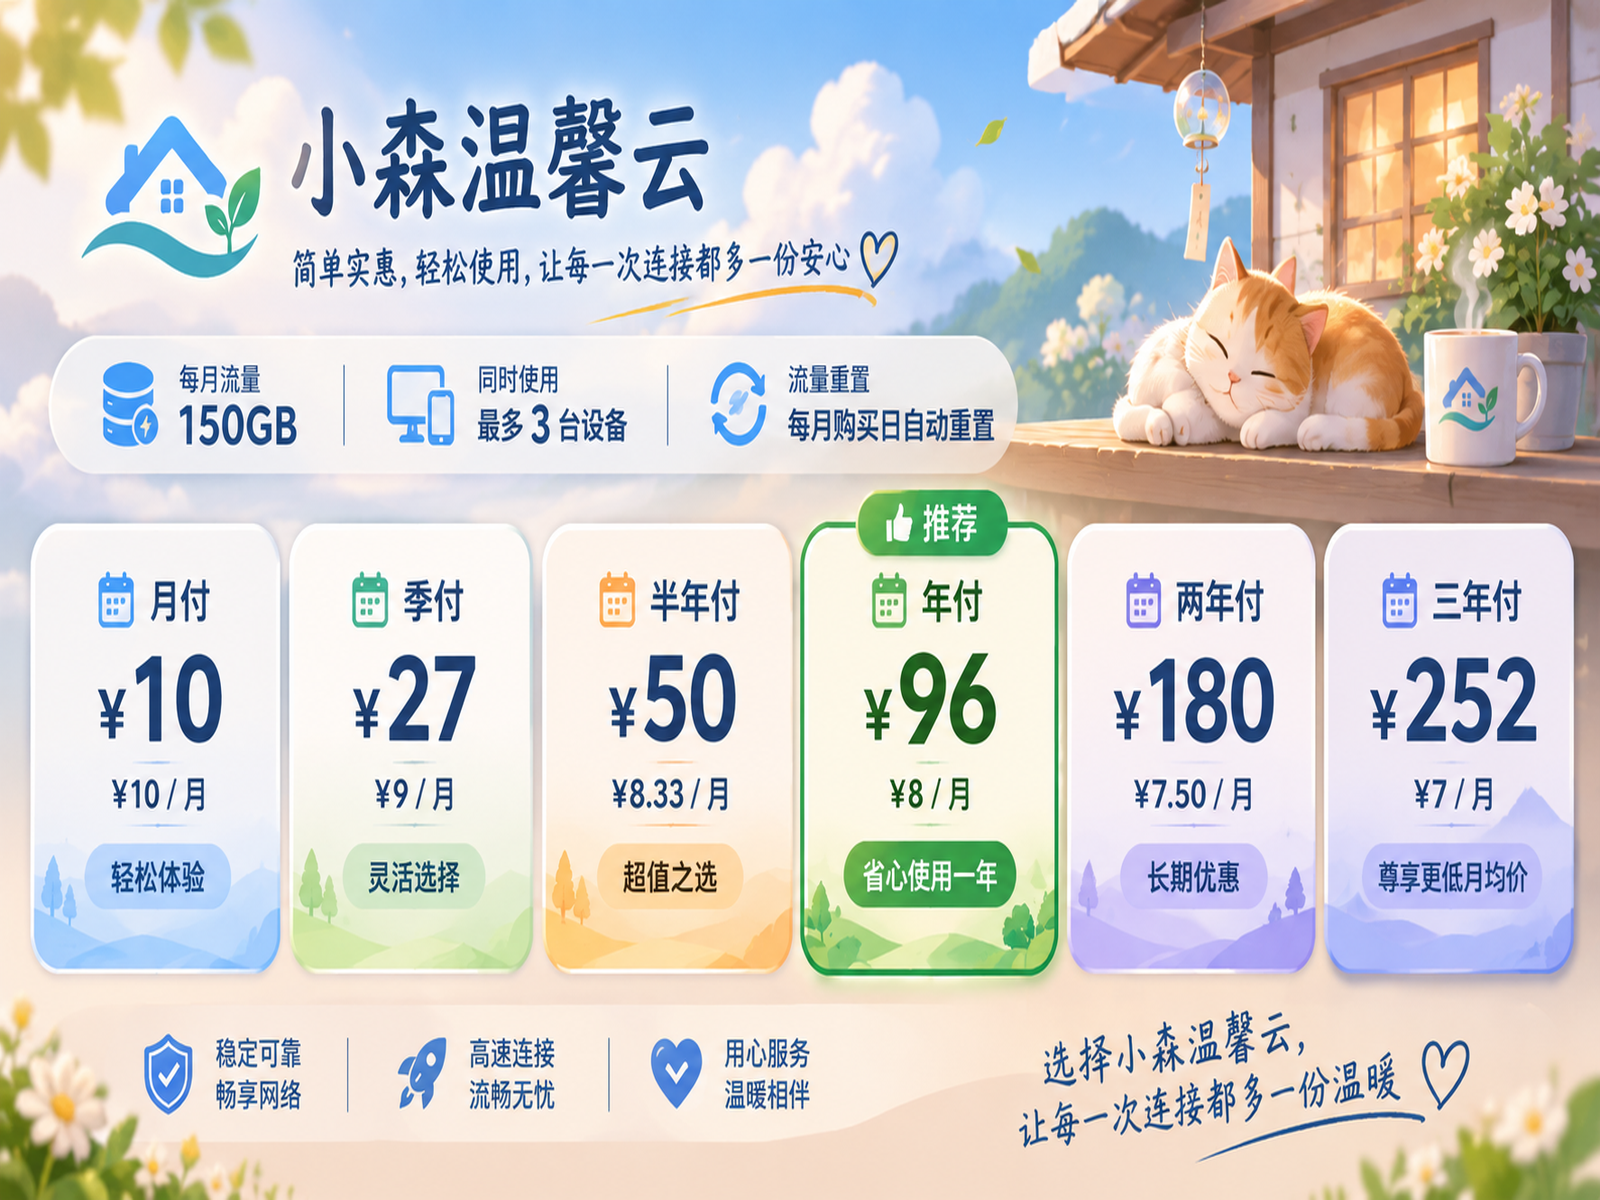 小森温馨云
简单实惠,轻松使用,让每一次连接都多一份安心
每月流量
150GB
同时使用
最多 3 台设备
流量重置
每月购买日自动重置
月付
¥10
¥10 / 月
轻松体验
季付
¥27
¥9 / 月
灵活选择
半年付
¥50
¥8.33 / 月
超值之选
推荐
年付
¥96
¥8 / 月
省心使用一年
两年付
¥180
¥7.50 / 月
长期优惠
三年付
¥252
¥7 / 月
尊享更低月均价
稳定可靠
畅享网络
高速连接
流畅无忧
用心服务
温暖相伴
选择小森温馨云,
让每一次连接都多一份温暖